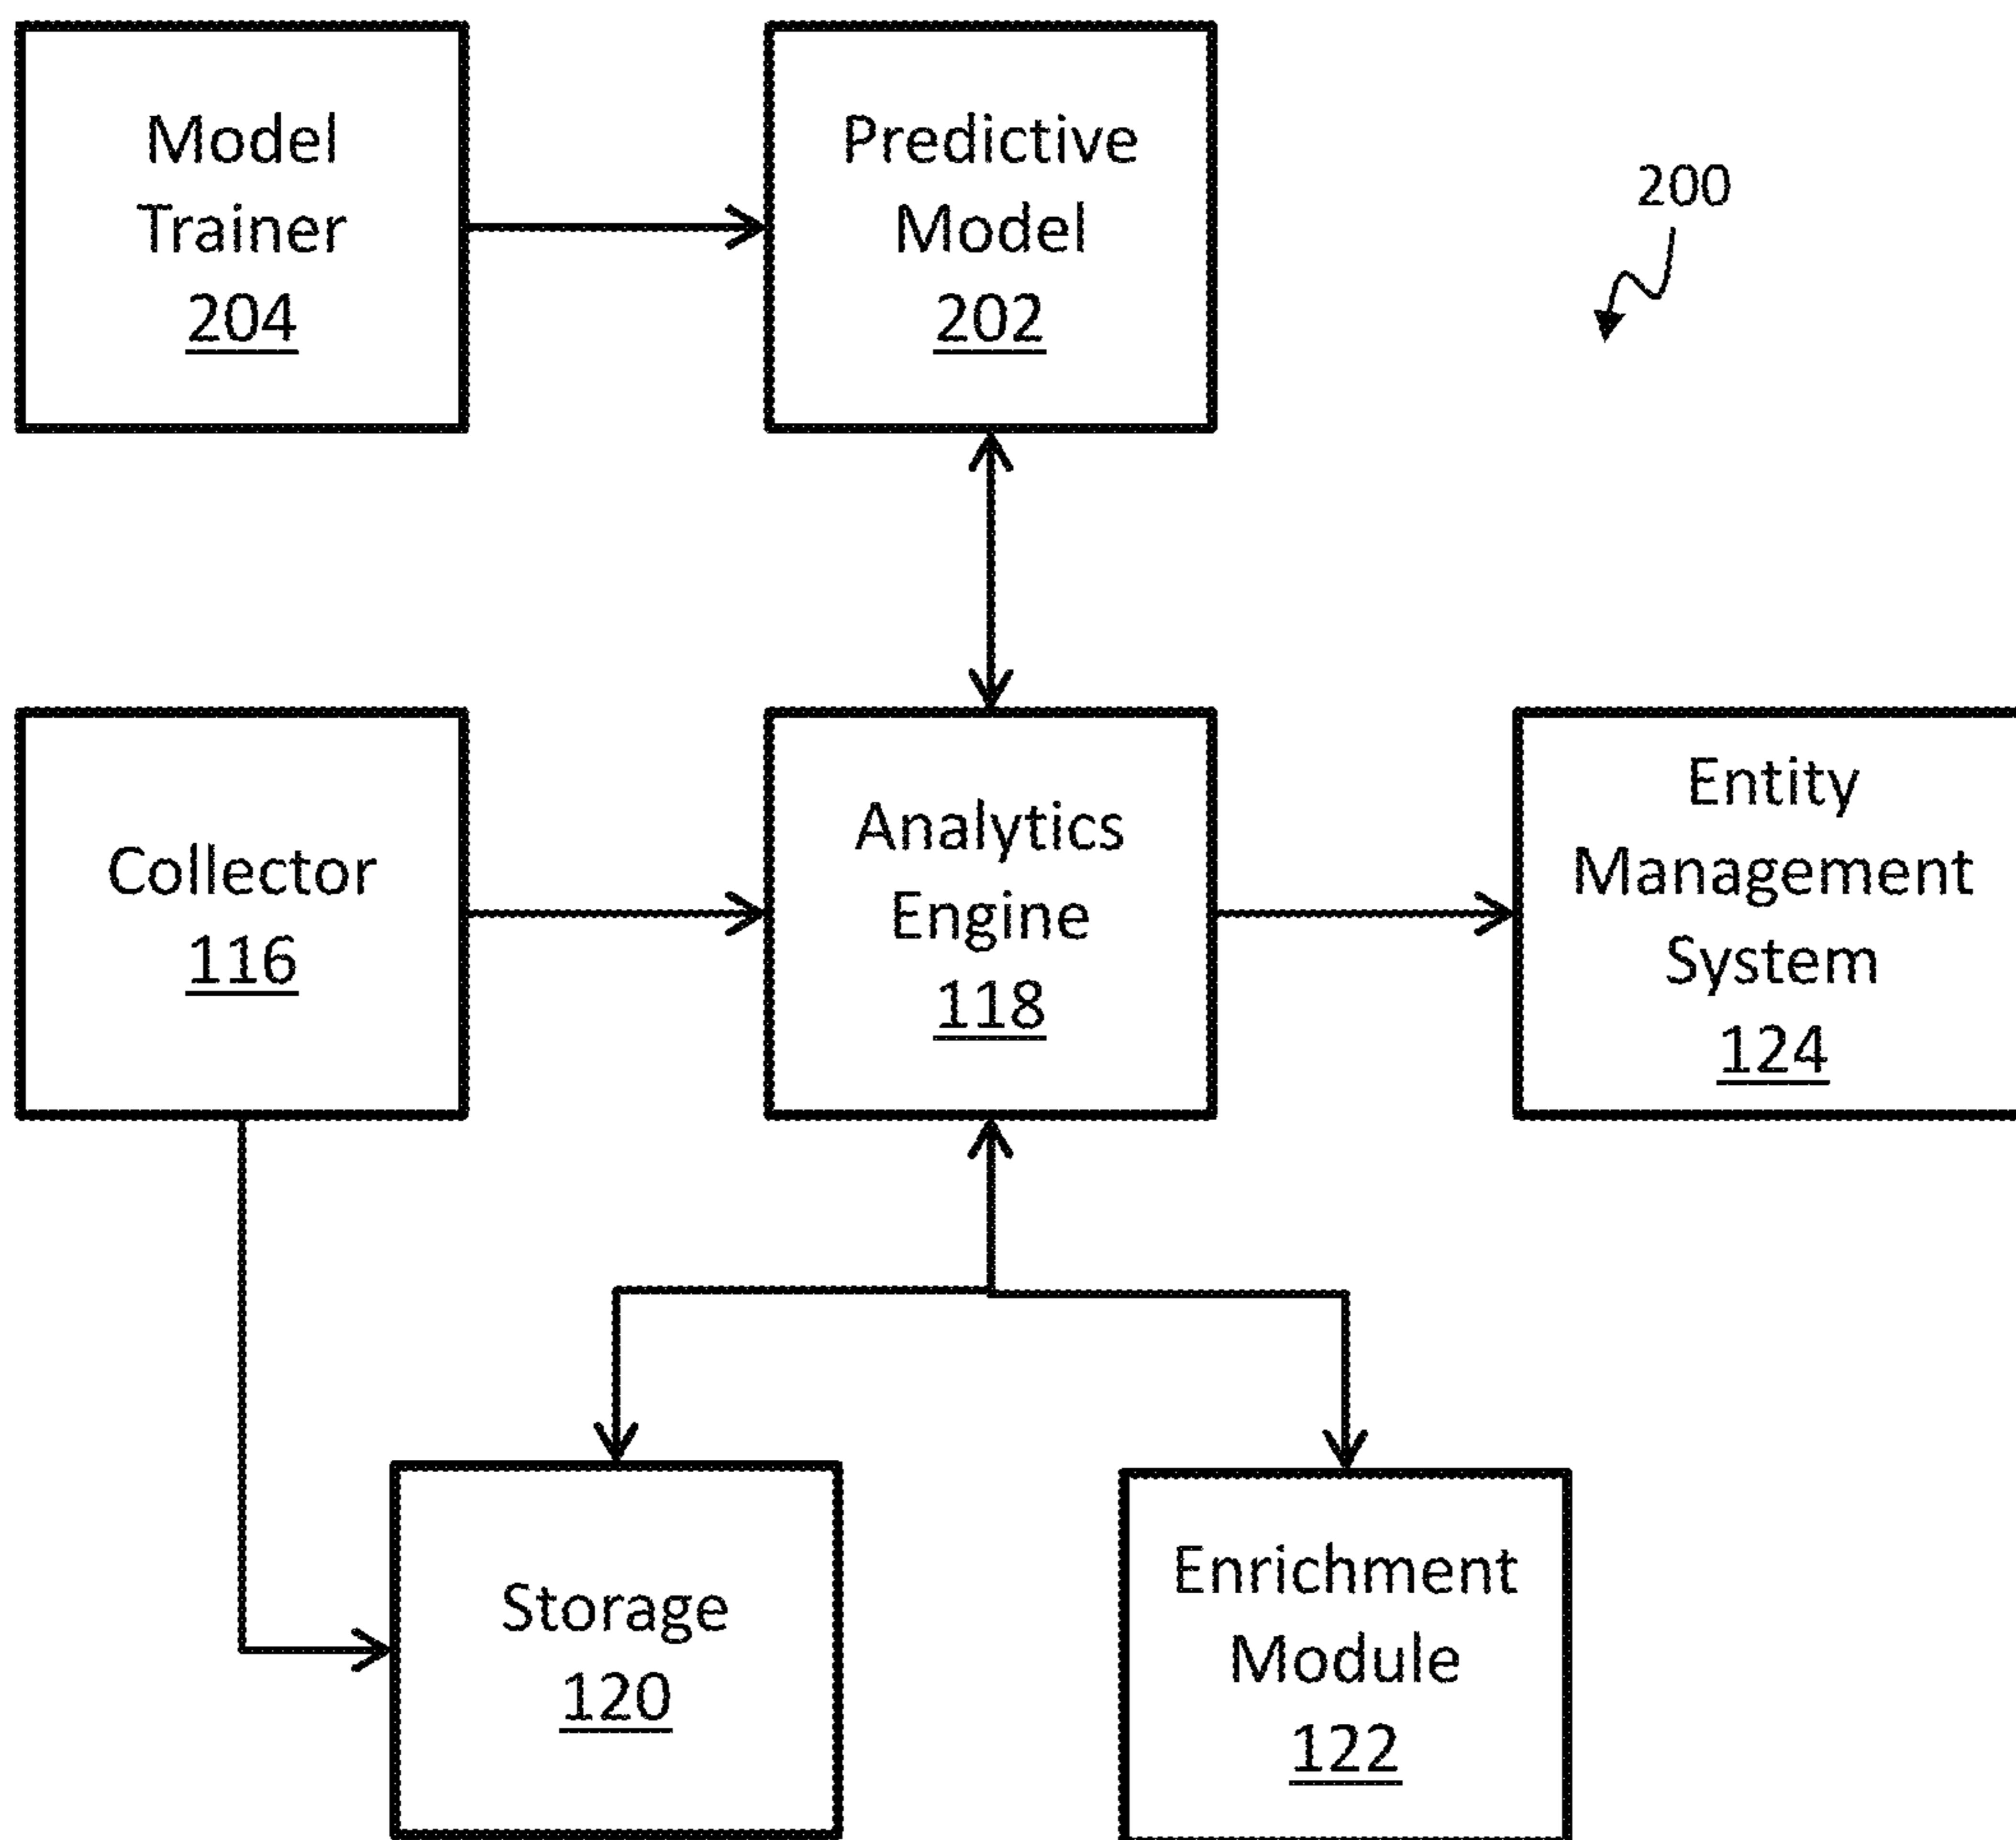 Model
Trainer
204
Predictive
Model
202
200
Collector
116
Analytics
Engine
118
Entity
Management
System
124
Storage
120
Enrichment
Module
122